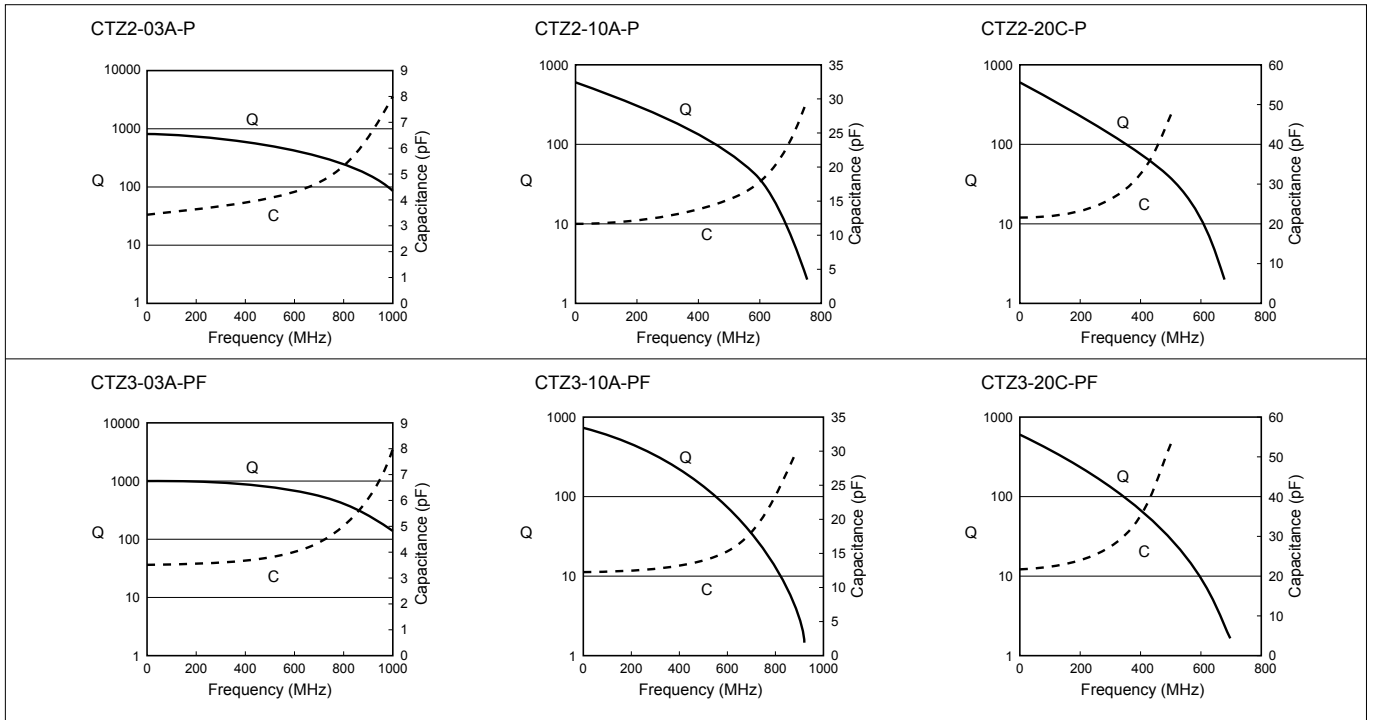 CTZ2-03A-P
10000
1000
100
10
1
Q
Q
C
9
8
7
6
5
4
3
2
1
0
Capacitance (pF)
0 200 400 600 800 1000
Frequency (MHz)
CTZ2-10A-P
1000
100
10
1
Q
Q
C
35
30
25
20
15
10
5
0
Capacitance (pF)
0 200 400 600 800
Frequency (MHz)
CTZ2-20C-P
1000
100
10
1
Q
Q
C
60
50
40
30
20
10
0
Capacitance (pF)
0 200 400 600 800
Frequency (MHz)
CTZ3-03A-PF
10000
1000
100
10
1
Q
Q
C
9
8
7
6
5
4
3
2
1
0
Capacitance (pF)
0 200 400 600 800 1000
Frequency (MHz)
CTZ3-10A-PF
1000
100
10
1
Q
Q
C
35
30
25
20
15
10
5
0
Capacitance (pF)
0 200 400 600 800 1000
Frequency (MHz)
CTZ3-20C-PF
1000
100
10
1
Q
Q
C
60
50
40
30
20
10
0
Capacitance (pF)
0 200 400 600 800
Frequency (MHz)